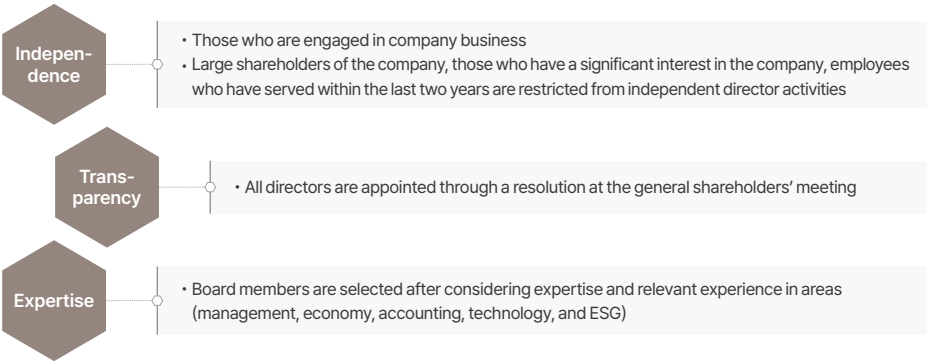 Indepen-
dence
• Those who are engaged in company business
• Large shareholders of the company, those who have a significant interest in the company, employees
who have served within the last two years are restricted from independent director activities
Trans-
parency
• All directors are appointed through a resolution at the general shareholders’ meeting
Expertise
• Board members are selected after considering expertise and relevant experience in areas
(management, economy, accounting, technology, and ESG)